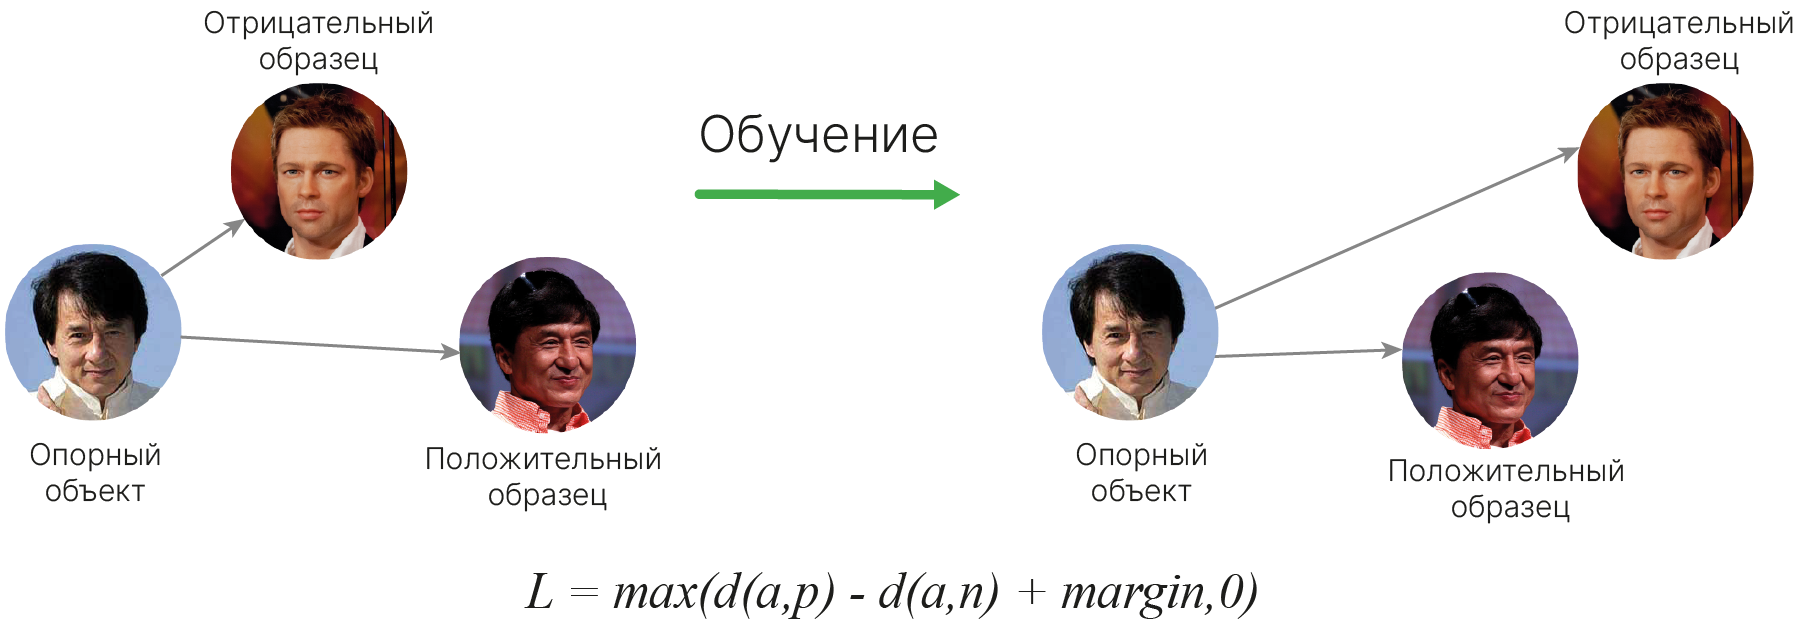 Отрицательный
образец
Обучение
Опорный
объект
Положительный
образец
Отрицательный
образец
Опорный
объект
Положительный
образец
L = max(d(a,p) - d(a,n) + margin,0)